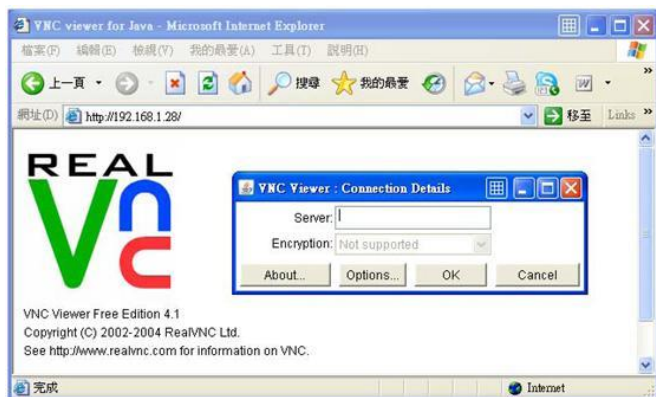 VNC viewer for Java - Microsoft Internet Explorer
檔案(F) 編輯(E) 檢視(V) 我的最愛(A) 工具(T) 說明(H)
上一頁 搜尋 我的最愛
網址(D) http://192.168.1.28/ 移至 Links »
REAL
Vnc
VNC Viewer : Connection Details
Server:
Encryption: Not supported
About... Options... OK Cancel
VNC Viewer Free Edition 4.1
Copyright (C) 2002-2004 RealVNC Ltd.
See http://www.realvnc.com for information on VNC.
完成 Internet